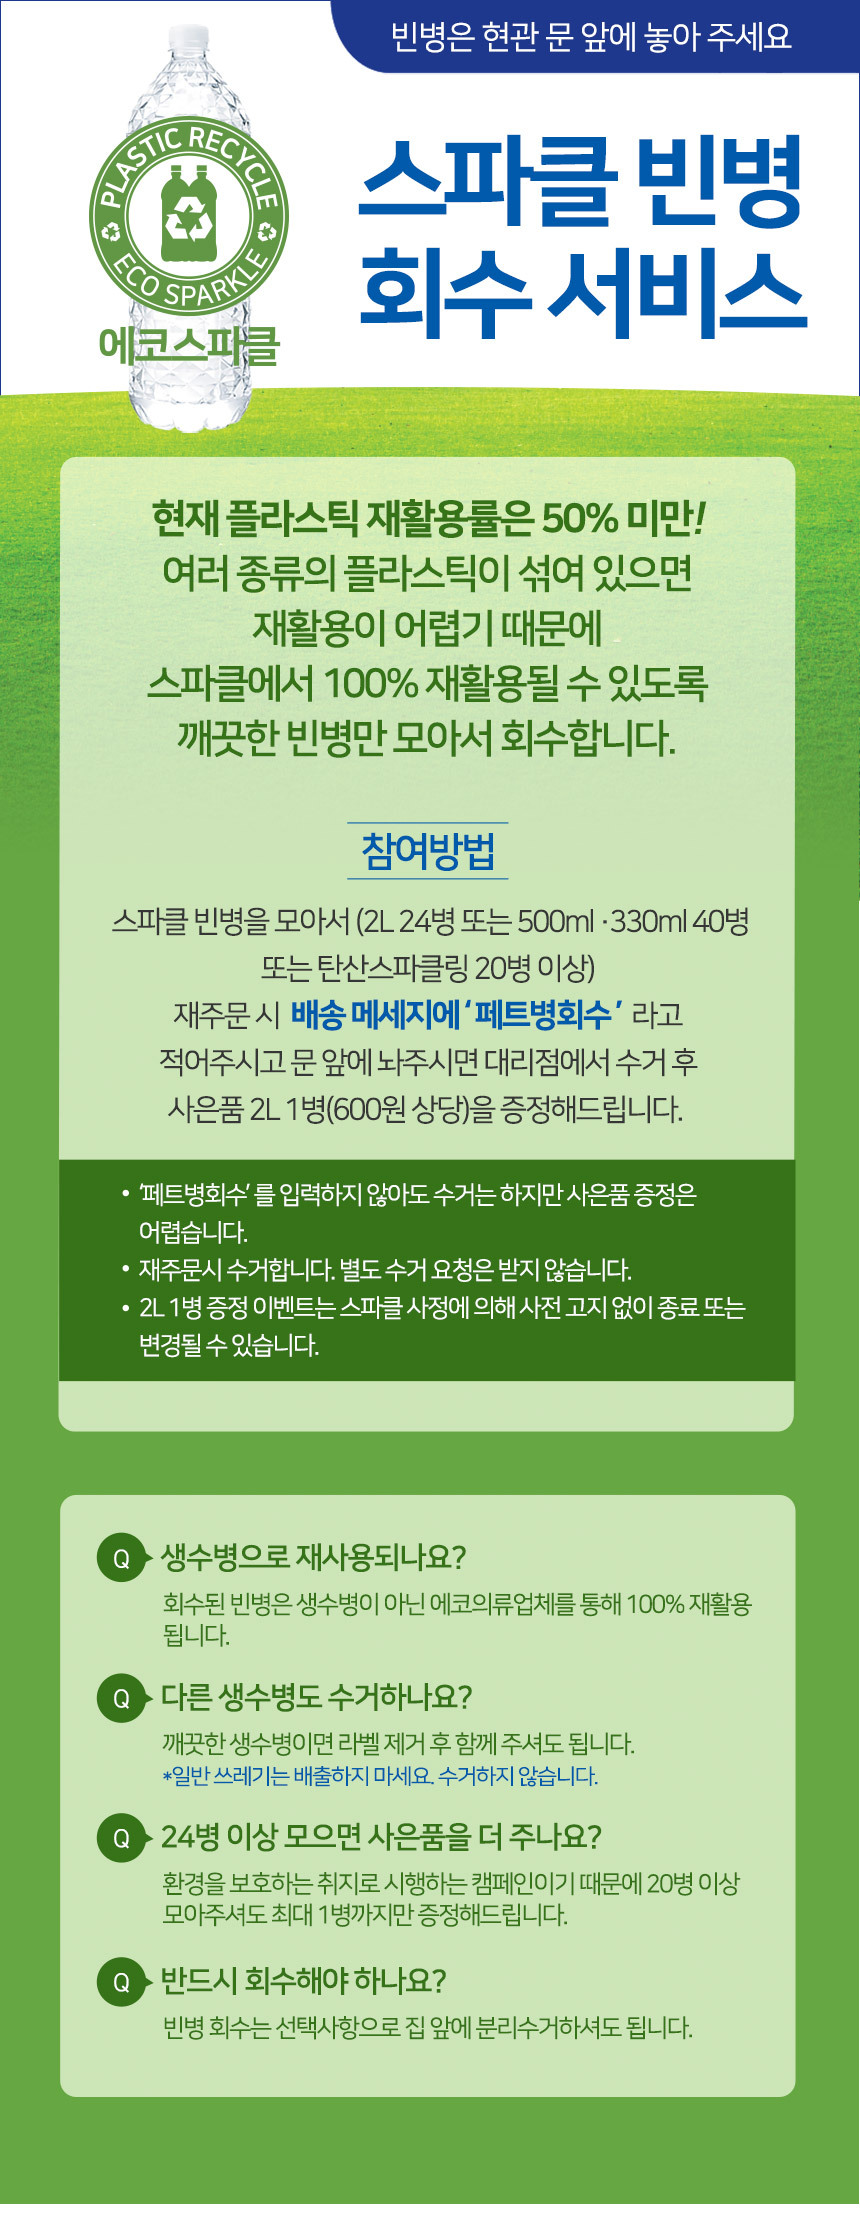 빈병은 현관 문 앞에 놓아 주세요
PLASTIC RECYCLE
ECO SPARKLE
에코스파클
스파클 빈병
회수 서비스
현재 플라스틱 재활용률은 50% 미만!
여러 종류의 플라스틱이 섞여 있으면
재활용이 어렵기 때문에
스파클에서 100% 재활용될 수 있도록
깨끗한 빈병만 모아서 회수합니다.
참여방법
스파클 빈병을 모아서 (2L 24병 또는 500ml ·330ml 40병
또는 탄산스파클링 20병 이상)
재주문 시 배송 메세지에 ‘ 페트병회수 ’ 라고
적어주시고 문 앞에 놔주시면 대리점에서 수거 후
사은품 2L 1병(600원 상당)을 증정해드립니다.
• ‘페트병회수’ 를 입력하지 않아도 수거는 하지만 사은품 증정은
어렵습니다.
• 재주문시 수거합니다. 별도 수거 요청은 받지 않습니다.
• 2L 1병 증정 이벤트는 스파클 사정에 의해 사전 고지 없이 종료 또는
변경될 수 있습니다.
Q 생수병으로 재사용되나요?
회수된 빈병은 생수병이 아닌 에코의류업체를 통해 100% 재활용
됩니다.
Q 다른 생수병도 수거하나요?
깨끗한 생수병이면 라벨 제거 후 함께 주셔도 됩니다.
*일반 쓰레기는 배출하지 마세요. 수거하지 않습니다.
Q 24병 이상 모으면 사은품을 더 주나요?
환경을 보호하는 취지로 시행하는 캠페인이기 때문에 20병 이상
모아주셔도 최대 1병까지만 증정해드립니다.
Q 반드시 회수해야 하나요?
빈병 회수는 선택사항으로 집 앞에 분리수거하셔도 됩니다.